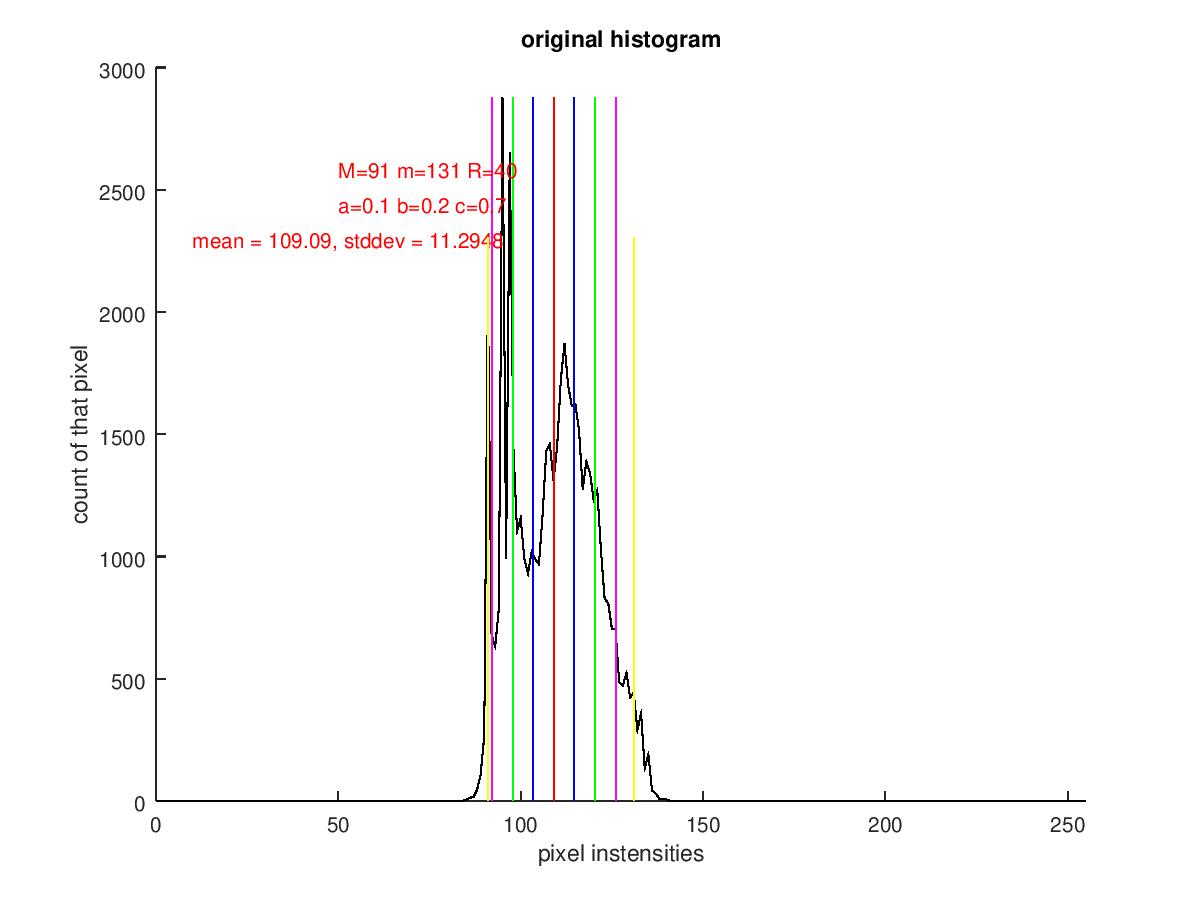 original histogram
3000
2500
2000
1500
1000
500
0
count of that pixel
M=91 m=131 R=40
a=0.1 b=0.2 c=0.7
mean = 109.09, stddev = 11.2948
0 50 100 150 200 250
pixel instensities